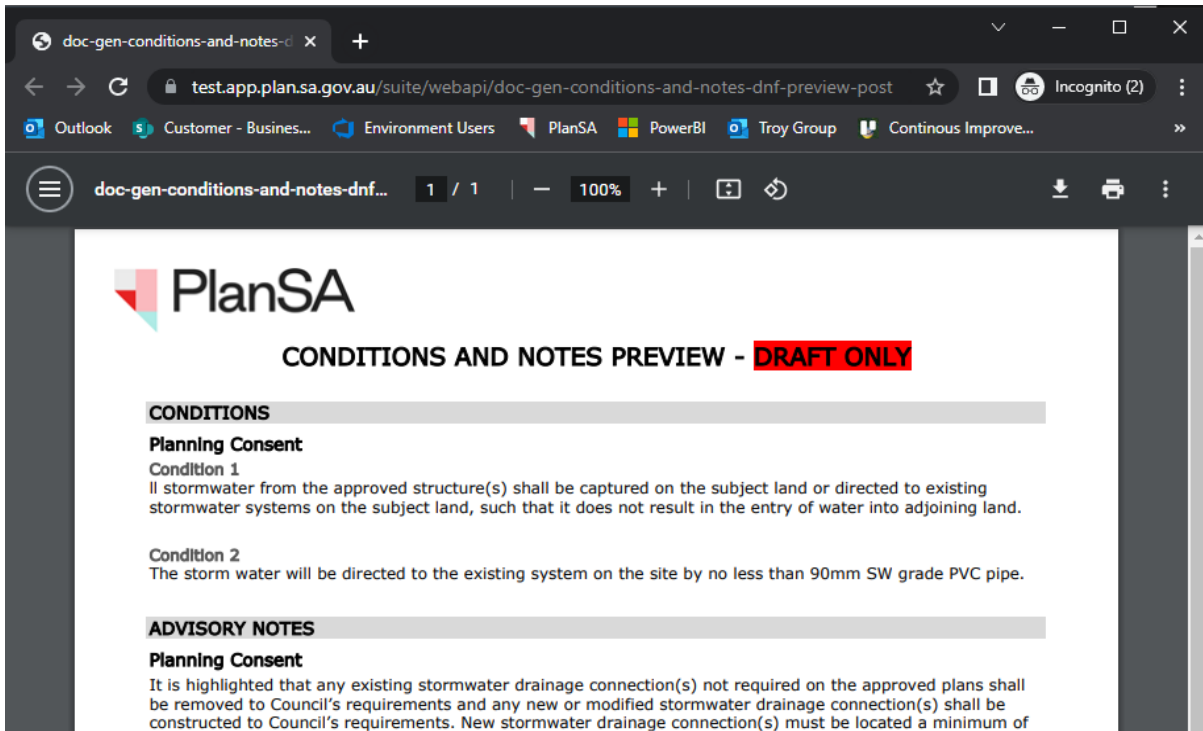 doc-gen-conditions-and-notes-d
test.app.plan.sa.gov.au/suite/webapi/doc-gen-conditions-and-notes-dnf-preview-post Incognito (2)
Outlook Customer - Busines... Environment Users PlanSA PowerBI Troy Group Continous Improve... »
doc-gen-conditions-and-notes-dnf... 1 / 1 | — 100% + |
PlanSA
CONDITIONS AND NOTES PREVIEW - DRAFT ONLY
CONDITIONS
Planning Consent
Condition 1
ll stormwater from the approved structure(s) shall be captured on the subject land or directed to existing
stormwater systems on the subject land, such that it does not result in the entry of water into adjoining land.
Condition 2
The storm water will be directed to the existing system on the site by no less than 90mm SW grade PVC pipe.
ADVISORY NOTES
Planning Consent
It is highlighted that any existing stormwater drainage connection(s) not required on the approved plans shall
be removed to Council's requirements and any new or modified stormwater drainage connection(s) shall be
constructed to Council's requirements. New stormwater drainage connection(s) must be located a minimum of